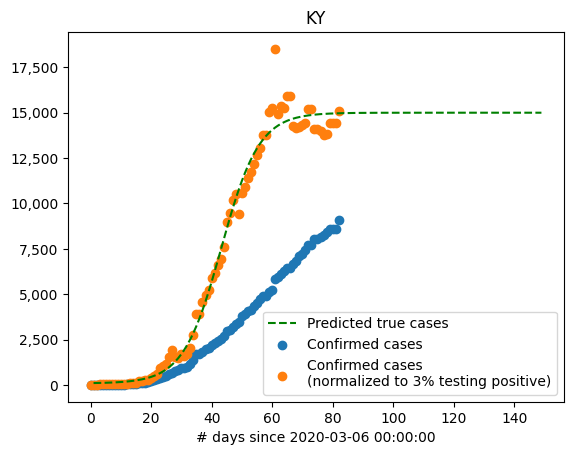 KY
17,500
15,000
12,500
10,000
7,500
5,000
2,500
0
Predicted true cases
Confirmed cases
Confirmed cases
(normalized to 3% testing positive)
0 20 40 60 80 100 120 140
# days since 2020-03-06 00:00:00